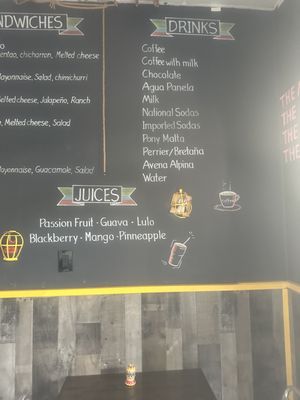 NDWICHES
DRINKS
chicharron, Melted cheese
Mayonnaise, Salad, chimichurri
Melted cheese, Jalapeño, Ranch
Melted cheese, Salad
Mayonnaise, Guacamole, Salad
Coffee
Coffee with milk
Chocolate
Agua Panela
Milk
National Sodas
Imported Sodas
Pony Malta
Perrier/Bretaña
Avena Alpina
Water
JUICES
Passion Fruit - Guava - Lulo
Blackberry - Mango - Pinneapple
THE
THE
THE
THE